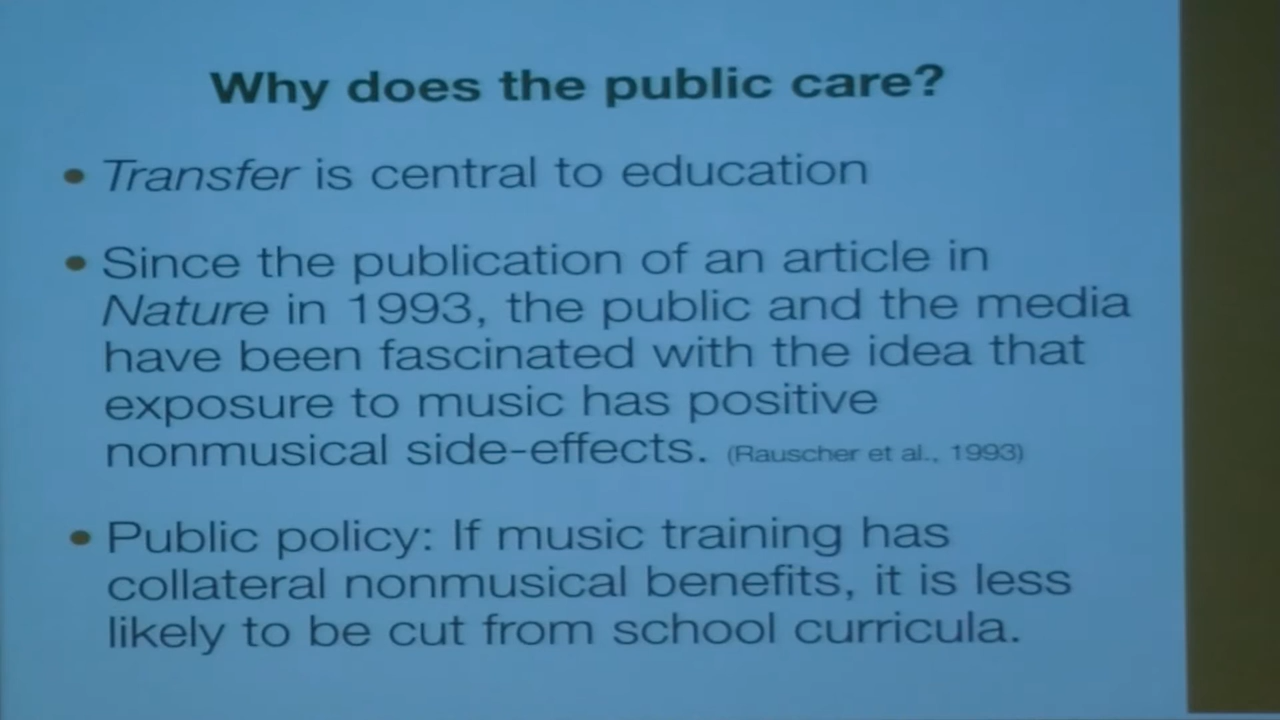 Why does the public care?
• Transfer is central to education
• Since the publication of an article in
Nature in 1993, the public and the media
have been fascinated with the idea that
exposure to music has positive
nonmusical side-effects. (Rauscher et al., 1993)
• Public policy: If music training has
collateral nonmusical benefits, it is less
likely to be cut from school curricula.